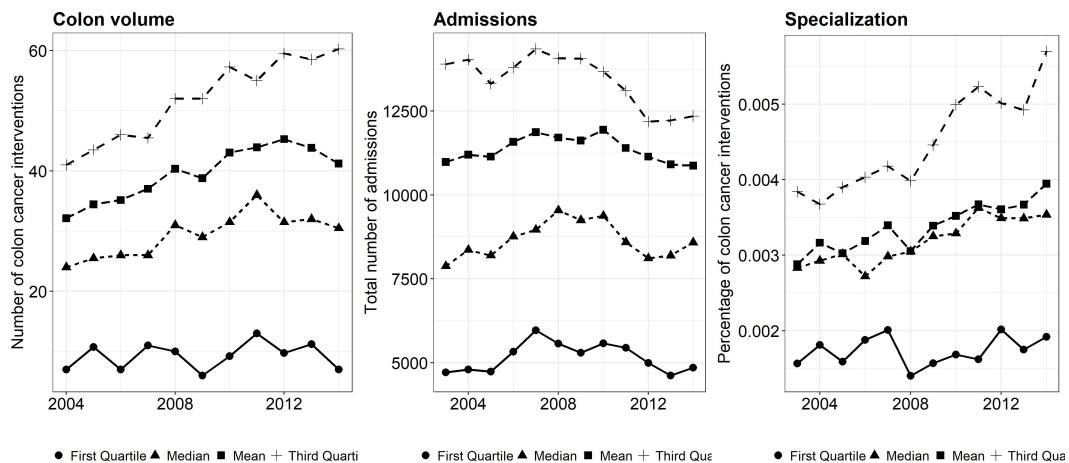 Colon volume
Number of colon cancer interventions
60
40
20
2004 2008 2012
First Quartile Median Mean Third Quarti
Admissions
Total number of admissions
12500
10000
7500
5000
2004 2008 2012
First Quartile Median Mean Third Qua
Specialization
Percentage of colon cancer interventions
0.005
0.004
0.003
0.002
2004 2008 2012
First Quartile Median Mean Third Qua